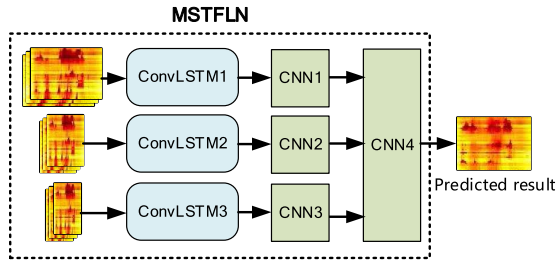 MSTFLN
ConvLSTM1
CNN1
ConvLSTM2
CNN2
CNN4
Predicted result
ConvLSTM3
CNN3